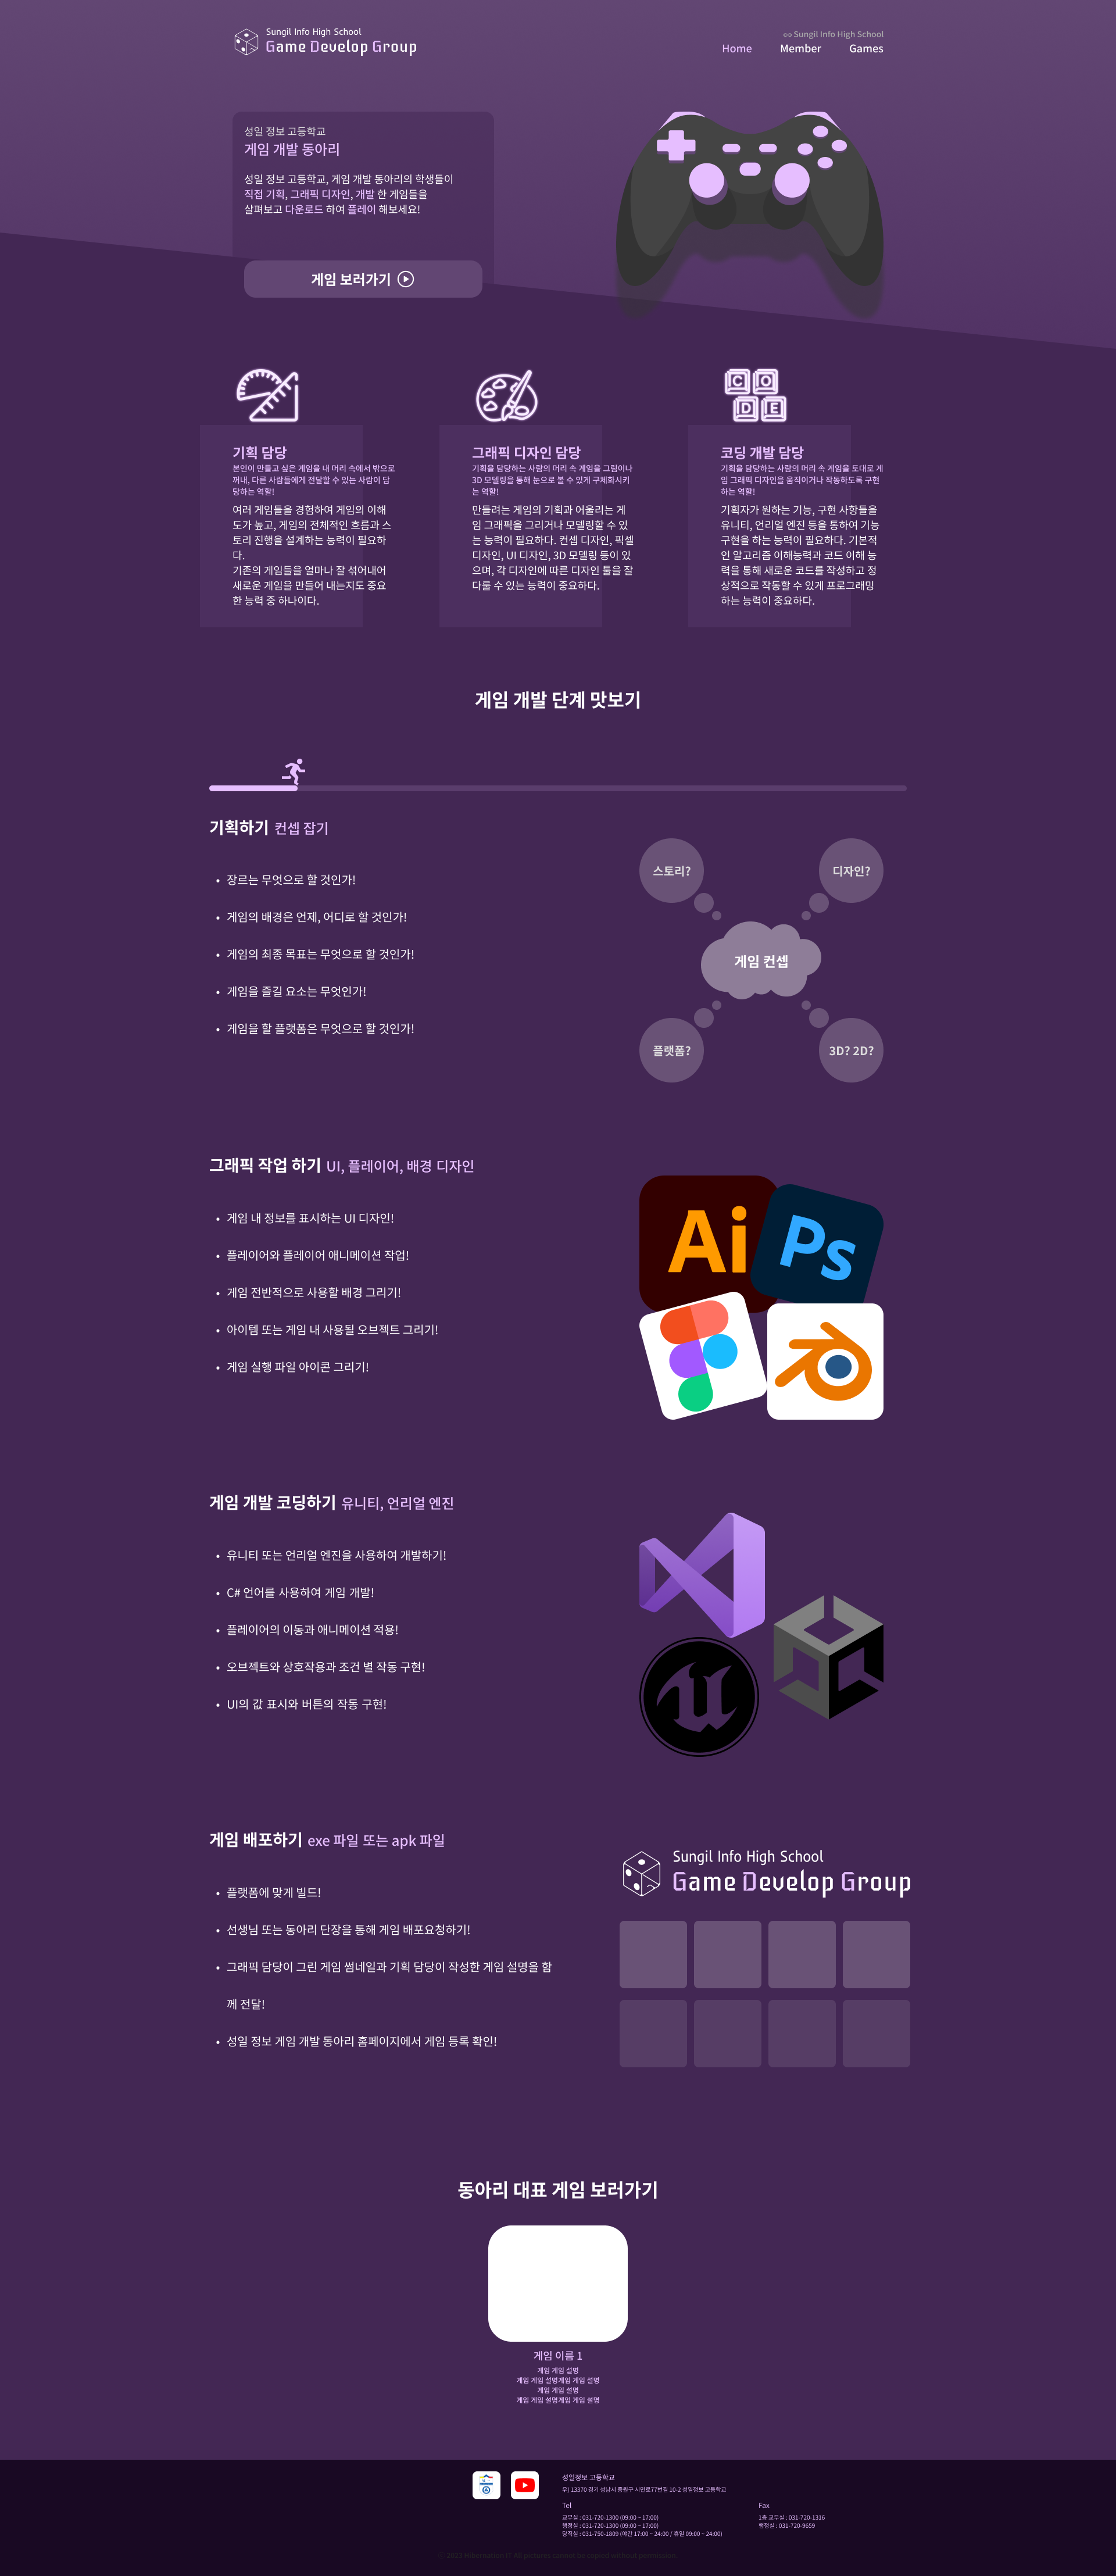 Sungil Info High School
Game Develop Group
Sungil Info High School
Home Member Games
성일 정보 고등학교
게임 개발 동아리
성일 정보 고등학교, 게임 개발 동아리의 학생들이
직접 기획, 그래픽 디자인, 개발 한 게임들을
살펴보고 다운로드 하여 플레이 해보세요!
게임 보러가기
기획 담당
본인이 만들고 싶은 게임을 내 머리 속에서 밖으로
꺼내, 다른 사람들에게 전달할 수 있는 사람이 담
당하는 역할!
여러 게임들을 경험하여 게임의 이해
도가 높고, 게임의 전체적인 흐름과 스
토리 진행을 설계하는 능력이 필요하
다.
기존의 게임들을 얼마나 잘 섞어내어
새로운 게임을 만들어 내는지도 중요
한 능력 중 하나이다.
그래픽 디자인 담당
기획을 담당하는 사람의 머리 속 게임을 그림이나
3D 모델링을 통해 눈으로 볼 수 있게 구체화시키
는 역할!
만들려는 게임의 기획과 어울리는 게
임 그래픽을 그리거나 모델링할 수 있
는 능력이 필요하다. 컨셉 디자인, 픽셀
디자인, UI 디자인, 3D 모델링 등이 있
으며, 각 디자인에 따른 디자인 툴을 잘
다룰 수 있는 능력이 중요하다.
CO
DE
코딩 개발 담당
기획을 담당하는 사람의 머리 속 게임을 토대로 게
임 그래픽 디자인을 움직이거나 작동하도록 구현
하는 역할!
기획자가 원하는 기능, 구현 사항들을
유니티, 언리얼 엔진 등을 통하여 기능
구현을 하는 능력이 필요하다. 기본적
인 알고리즘 이해능력과 코드 이해 능
력을 통해 새로운 코드를 작성하고 정
상적으로 작동할 수 있게 프로그래밍
하는 능력이 중요하다.
게임 개발 단계 맛보기
기획하기 컨셉 잡기
• 장르는 무엇으로 할 것인가!
• 게임의 배경은 언제, 어디로 할 것인가!
• 게임의 최종 목표는 무엇으로 할 것인가!
• 게임을 즐길 요소는 무엇인가!
• 게임을 할 플랫폼은 무엇으로 할 것인가!
스토리?
디자인?
게임 컨셉
플랫폼?
3D? 2D?
그래픽 작업 하기 UI, 플레이어, 배경 디자인
• 게임 내 정보를 표시하는 UI 디자인!
• 플레이어와 플레이어 애니메이션 작업!
• 게임 전반적으로 사용할 배경 그리기!
• 아이템 또는 게임 내 사용될 오브젝트 그리기!
• 게임 실행 파일 아이콘 그리기!
Ai
Ps
게임 개발 코딩하기 유니티, 언리얼 엔진
• 유니티 또는 언리얼 엔진을 사용하여 개발하기!
• C# 언어를 사용하여 게임 개발!
• 플레이어의 이동과 애니메이션 적용!
• 오브젝트와 상호작용과 조건 별 작동 구현!
• UI의 값 표시와 버튼의 작동 구현!
게임 배포하기 exe 파일 또는 apk 파일
• 플랫폼에 맞게 빌드!
• 선생님 또는 동아리 단장을 통해 게임 배포요청하기!
• 그래픽 담당이 그린 게임 썸네일과 기획 담당이 작성한 게임 설명을 함
께 전달!
• 성일 정보 게임 개발 동아리 홈페이지에서 게임 등록 확인!
Sungil Info High School
Game Develop Group
동아리 대표 게임 보러가기
게임 이름 1
게임 게임 설명
게임 게임 설명게임 게임 설명
게임 게임 설명
게임 게임 설명게임 게임 설명
성일정보 고등학교
우) 13370 경기 성남시 중원구 시민로77번길 10-2 성일정보 고등학교
Tel
교무실 : 031-720-1300 (09:00 ~ 17:00)
행정실 : 031-720-1300 (09:00 ~ 17:00)
당직실 : 031-750-1809 (야간 17:00 ~ 24:00 / 휴일 09:00 ~ 24:00)
Fax
1층 교무실 : 031-720-1316
행정실 : 031-720-9659